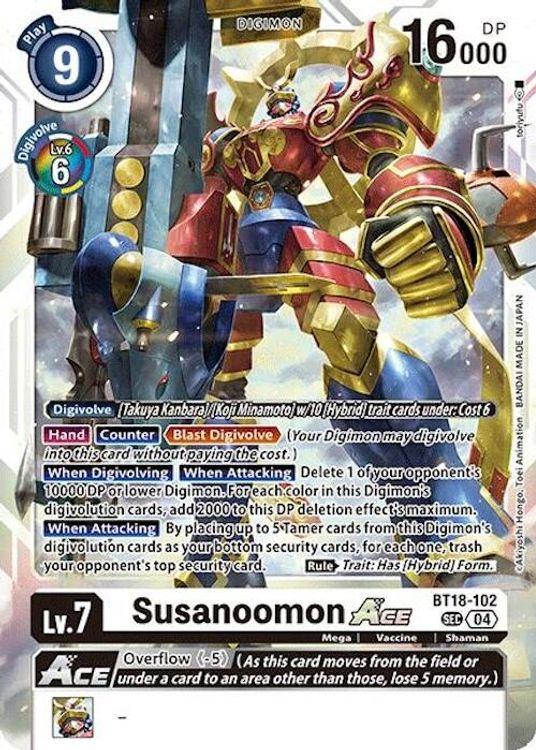 Play
9
DIGIMON
16000
DP
Digivolve
Lv.6
6
toriyufu
©Akiyoshi Hongo, Toei Animation BANDAI MADE IN JAPAN
Digivolve [Takuya Kanbara]/[Koji Minamoto] w/10 [Hybrid] trait cards under: Cost 6
Hand Counter Blast Digivolve (Your Digimon may digivolve
into this card without paying the cost.)
When Digivolving When Attacking Delete 1 of your opponent's
10000 DP or lower Digimon. For each color in this Digimon's
digivolution cards, add 2000 to this DP deletion effect's maximum.
When Attacking By placing up to 5 Tamer cards from this Digimon's
digivolution cards as your bottom security cards, for each one, trash
your opponent's top security card. Rule Trait: Has [Hybrid] Form.
Lv.7 Susanoomon ACE BT18-102
SEC 04
Mega | Vaccine | Shaman
ACE Overflow ⟨-5⟩ (As this card moves from the field or
under a card to an area other than those, lose 5 memory.)
–